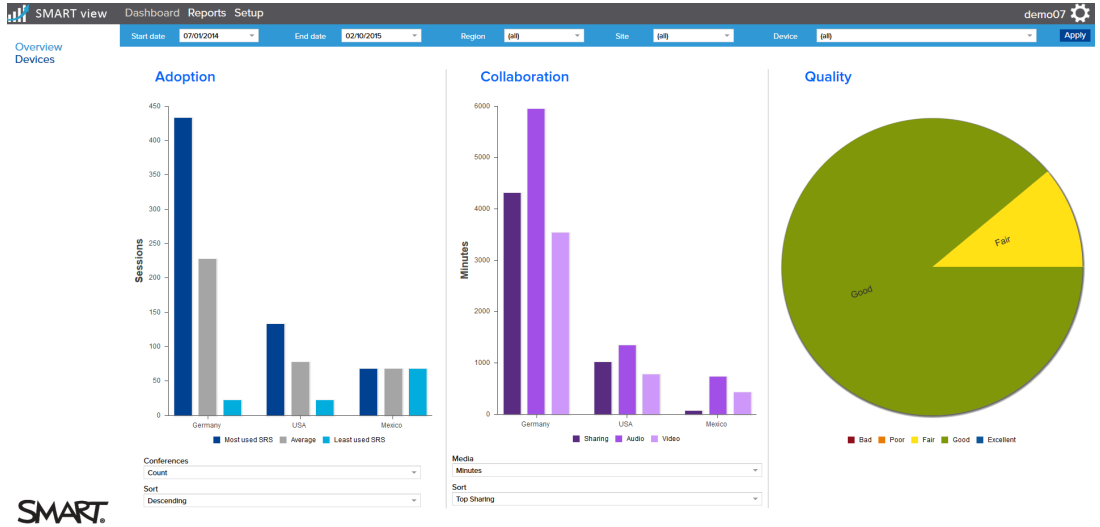 SMART view Dashboard Reports Setup demo07
Start date 07/01/2014 End date 02/10/2015 Region (all) Site (all) Device (all) Apply
Overview
Devices
Adoption
450
400
350
300
250
200
150
100
50
0
Sessions
Germany USA Mexico
Most used SRS Average Least used SRS
Conferences
Count
Sort
Descending
Collaboration
6000
5000
4000
3000
2000
1000
0
Minutes
Germany USA Mexico
Sharing Audio Video
Media
Minutes
Sort
Top Sharing
Quality
Fair
Good
Bad Poor Fair Good Excellent
SMART